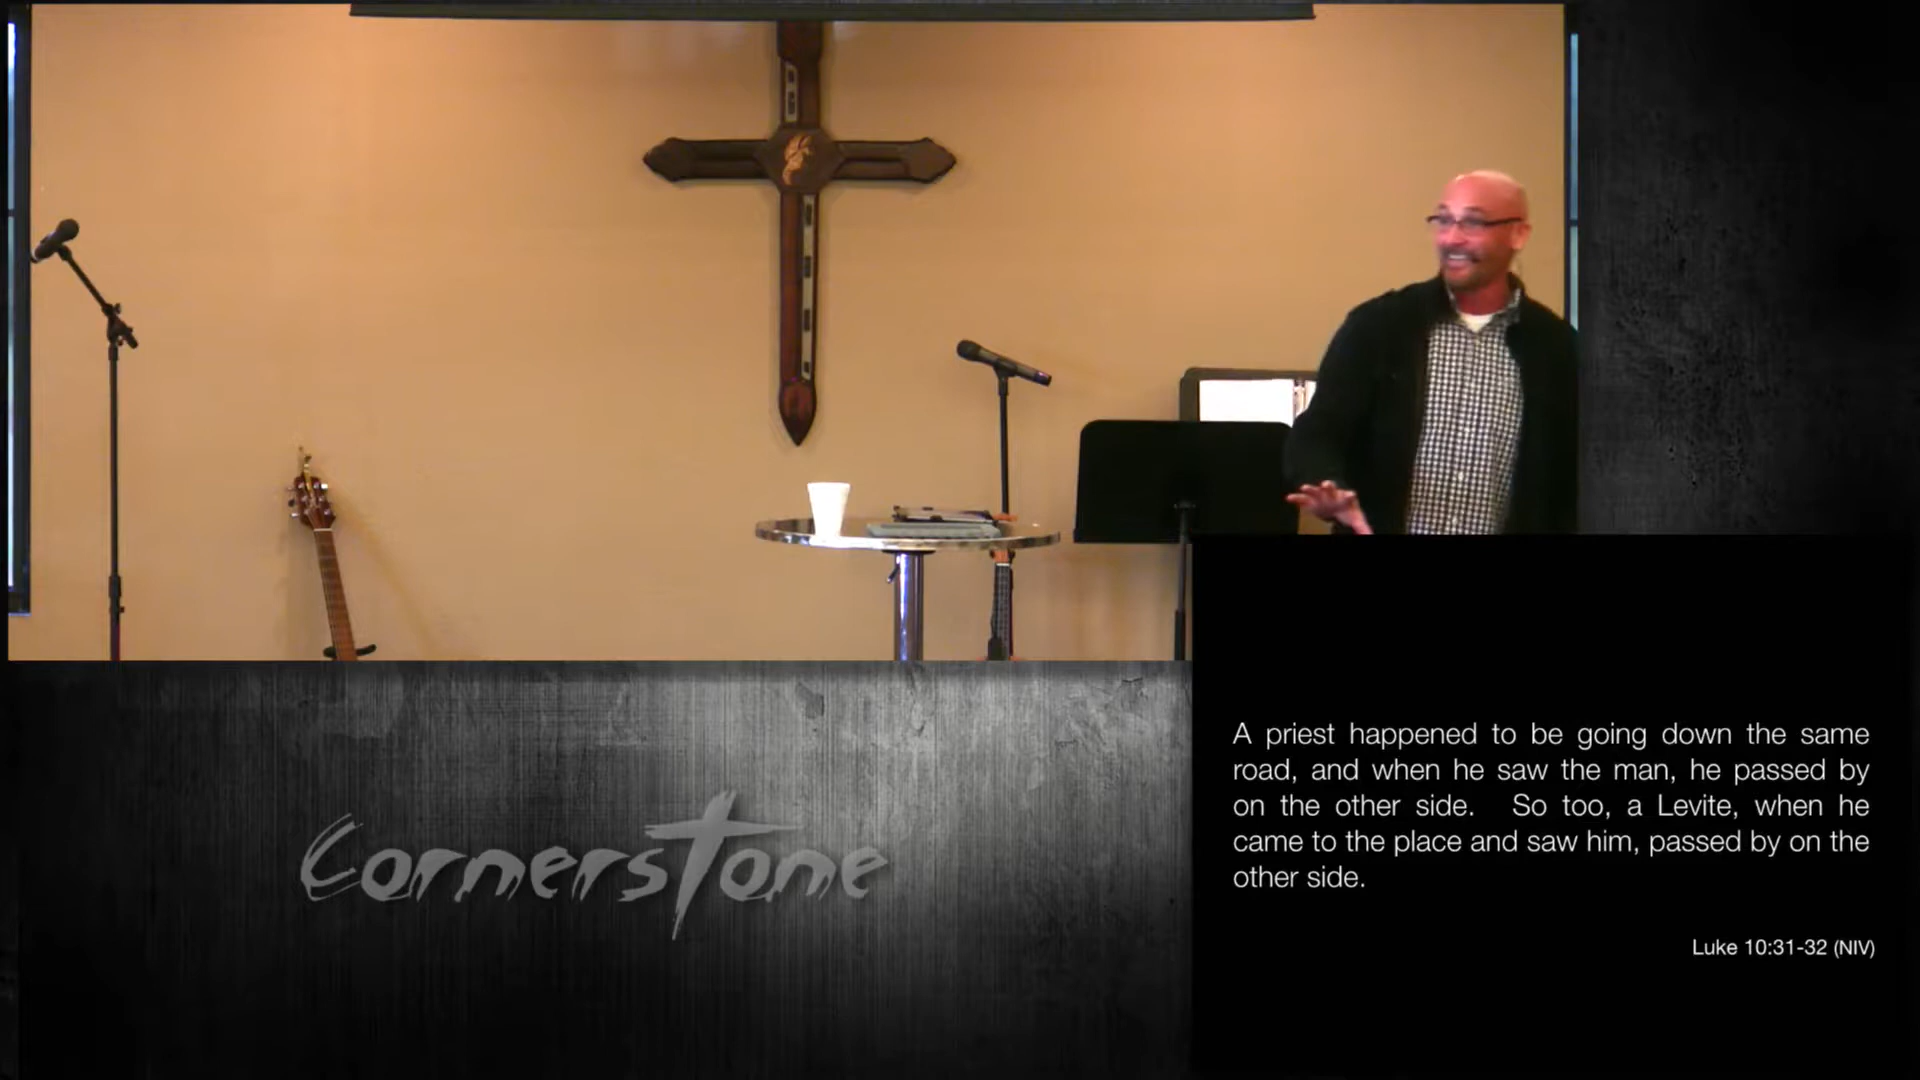 Cornerstone
A priest happened to be going down the same
road, and when he saw the man, he passed by
on the other side. So too, a Levite, when he
came to the place and saw him, passed by on the
other side.
Luke 10:31-32 (NIV)